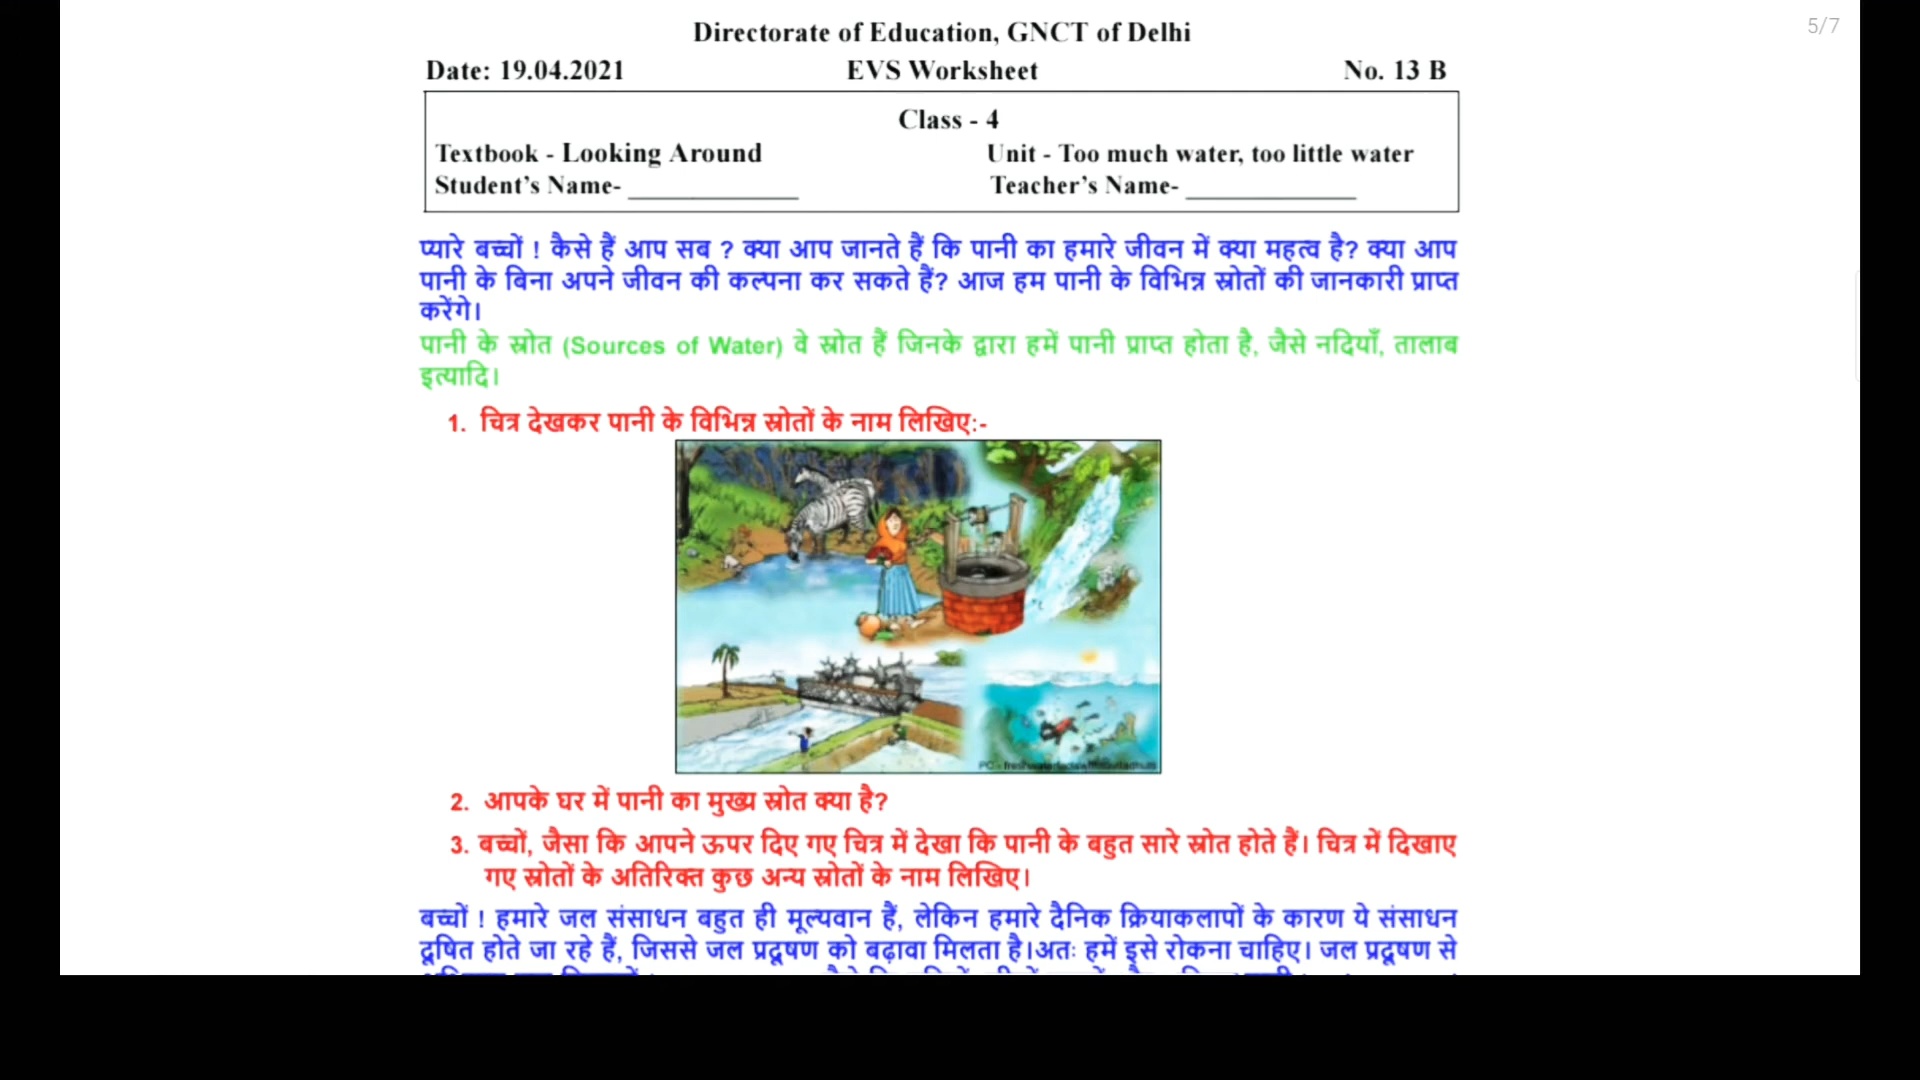 5/7
Directorate of Education, GNCT of Delhi
Date: 19.04.2021 EVS Worksheet No. 13 B
Class - 4
Textbook - Looking Around Unit - Too much water, too little water
Student's Name- ____________ Teacher's Name- ____________
प्यारे बच्चों ! कैसे हैं आप सब ? क्या आप जानते हैं कि पानी का हमारे जीवन में क्या महत्व है? क्या आप
पानी के बिना अपने जीवन की कल्पना कर सकते हैं? आज हम पानी के विभिन्न स्रोतों की जानकारी प्राप्त
करेंगे।
पानी के स्रोत (Sources of Water) वे स्रोत हैं जिनके द्वारा हमें पानी प्राप्त होता है, जैसे नदियाँ, तालाब
इत्यादि।
1. चित्र देखकर पानी के विभिन्न स्रोतों के नाम लिखिए:-
2. आपके घर में पानी का मुख्य स्रोत क्या है?
3. बच्चों, जैसा कि आपने ऊपर दिए गए चित्र में देखा कि पानी के बहुत सारे स्रोत होते हैं। चित्र में दिखाए
गए स्रोतों के अतिरिक्त कुछ अन्य स्रोतों के नाम लिखिए।
बच्चों ! हमारे जल संसाधन बहुत ही मूल्यवान हैं, लेकिन हमारे दैनिक क्रियाकलापों के कारण ये संसाधन
दूषित होते जा रहे हैं, जिससे जल प्रदूषण को बढ़ावा मिलता है।अतः हमें इसे रोकना चाहिए। जल प्रदूषण से